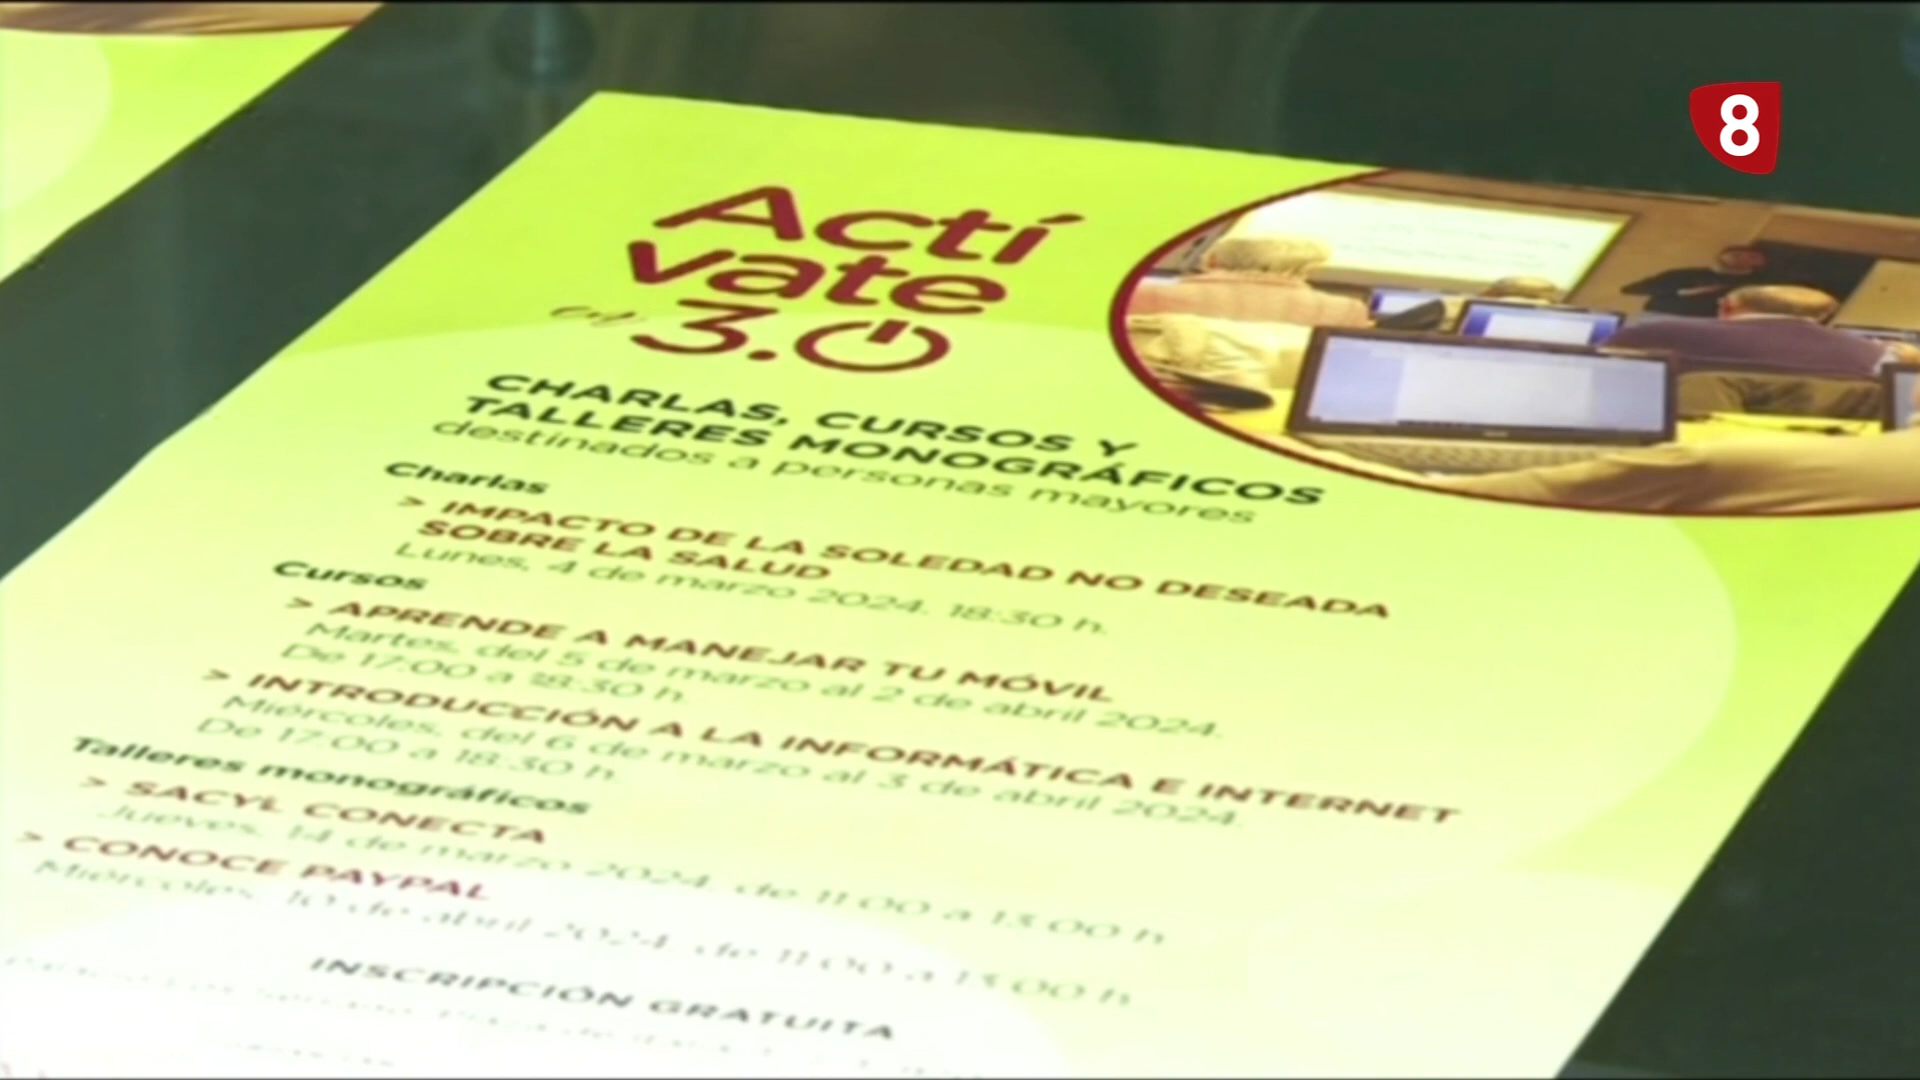 8
Actí
vate
en 3.0
CHARLAS, CURSOS Y
TALLERES MONOGRÁFICOS
destinados a personas mayores
Charlas
> IMPACTO DE LA SOLEDAD NO DESEADA
SOBRE LA SALUD
Lunes, 4 de marzo 2024. 18:30 h.
Cursos
> APRENDE A MANEJAR TU MÓVIL
Martes, del 5 de marzo al 2 de abril 2024.
De 17:00 a 18:30 h.
> INTRODUCCIÓN A LA INFORMÁTICA E INTERNET
Miércoles, del 6 de marzo al 3 de abril 2024.
De 17:00 a 18:30 h.
Talleres monográficos
> SACYL CONECTA
Jueves, 14 de marzo 2024, de 11:00 a 13:00 h.
> CONOCE PAYPAL
Miércoles, 10 de abril 2024, de 11:00 a 13:00 h.
INSCRIPCIÓN GRATUITA